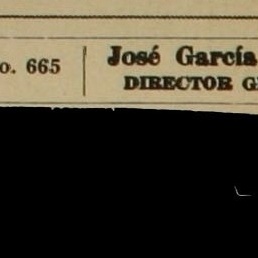 o. 665
José García
DIRECTOR G